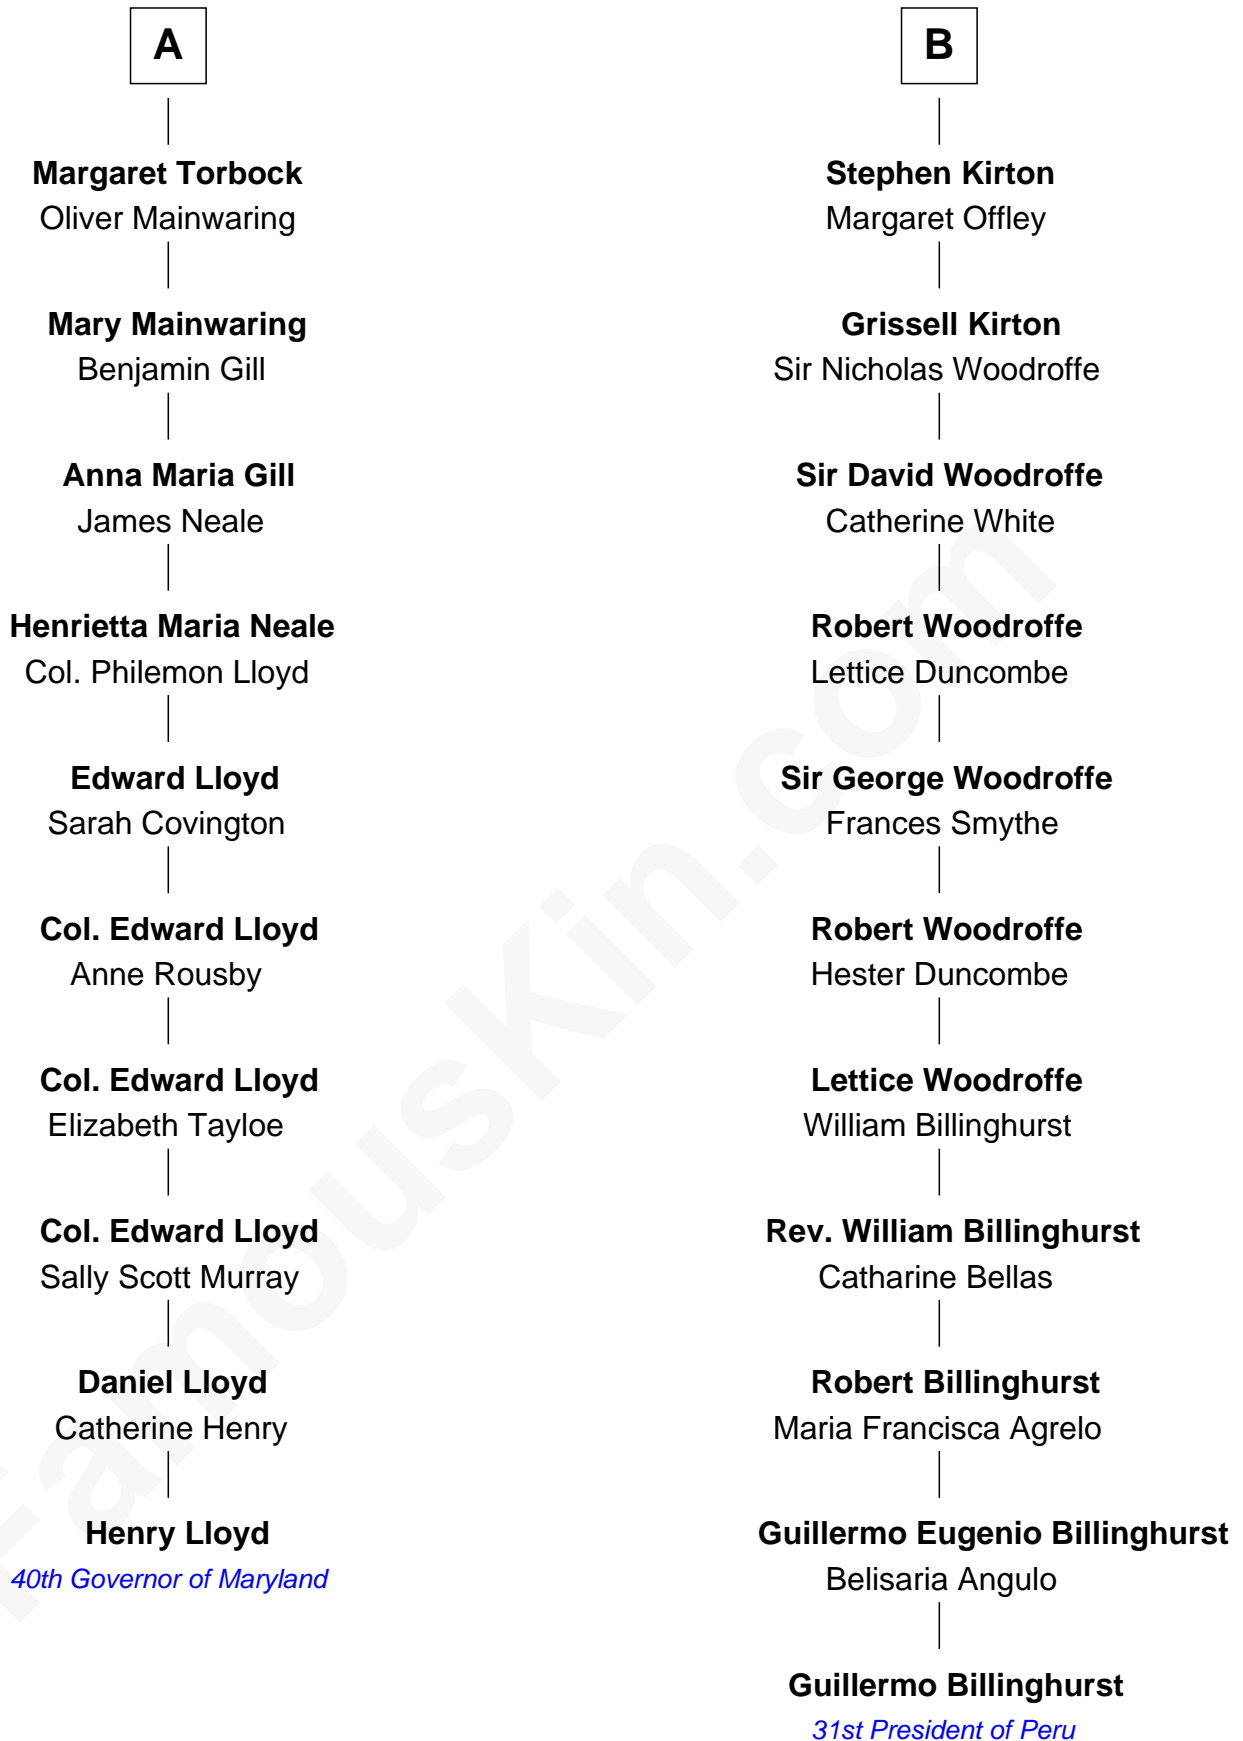 A
Margaret Torbock
Oliver Mainwaring
Mary Mainwaring
Benjamin Gill
Anna Maria Gill
James Neale
Henrietta Maria Neale
Col. Philemon Lloyd
Edward Lloyd
Sarah Covington
Col. Edward Lloyd
Anne Rousby
Col. Edward Lloyd
Elizabeth Tayloe
Col. Edward Lloyd
Sally Scott Murray
Daniel Lloyd
Catherine Henry
Henry Lloyd
40th Governor of Maryland
B
Stephen Kirton
Margaret Offley
Grissell Kirton
Sir Nicholas Woodroffe
Sir David Woodroffe
Catherine White
Robert Woodroffe
Lettice Duncombe
Sir George Woodroffe
Frances Smythe
Robert Woodroffe
Hester Duncombe
Lettice Woodroffe
William Billinghurst
Rev. William Billinghurst
Catharine Bellas
Robert Billinghurst
Maria Francisca Agrelo
Guillermo Eugenio Billinghurst
Belisaria Angulo
Guillermo Billinghurst
31st President of Peru
FamousKin.com